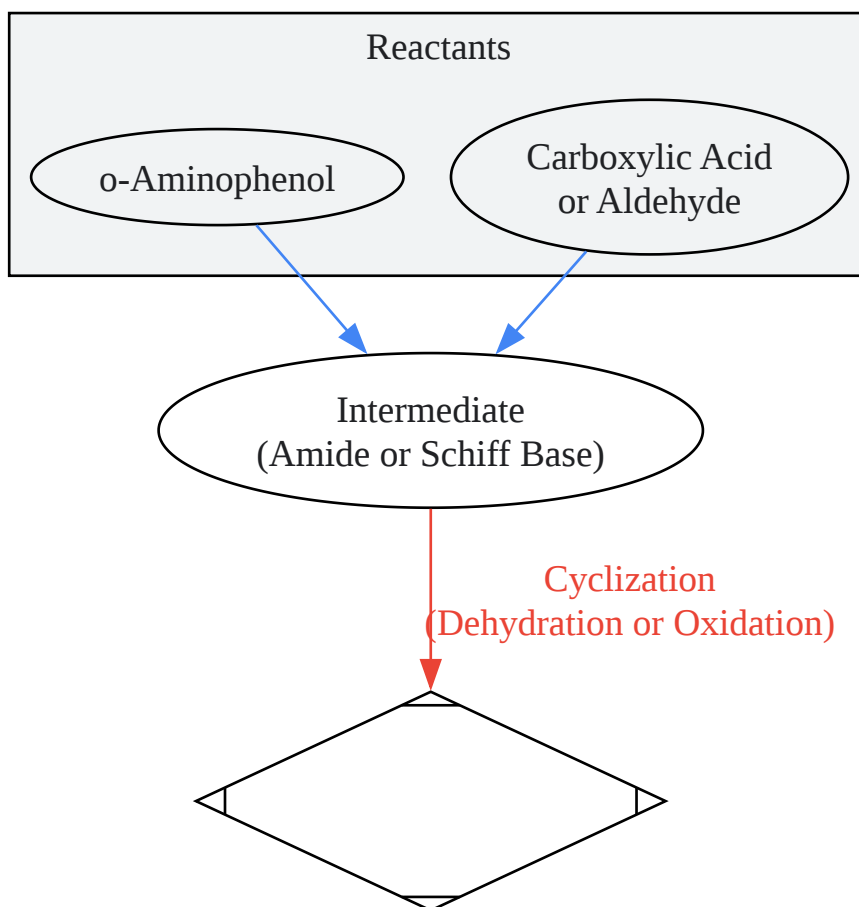 Reactants
o-Aminophenol
Carboxylic Acid
or Aldehyde
Intermediate
(Amide or Schiff Base)
Cyclization
(Dehydration or Oxidation)